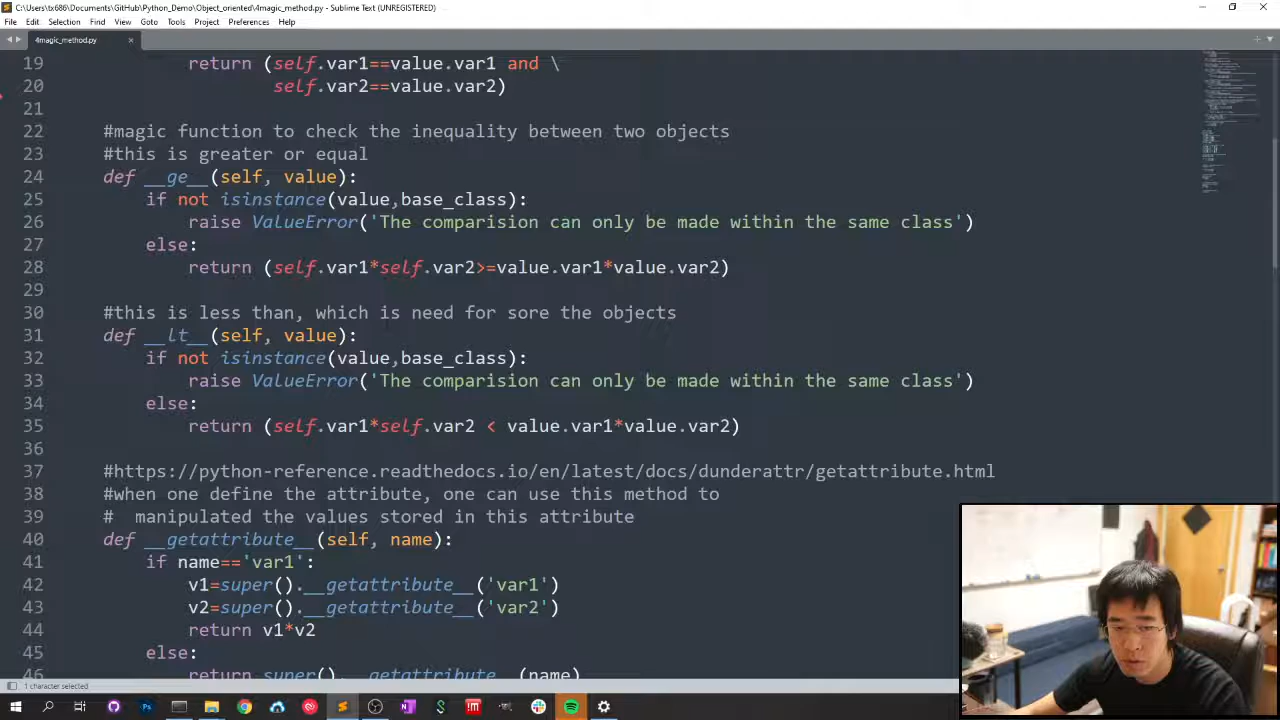 C:\Users\tx686\Documents\GitHub\Python_Demo\Object_oriented\4magic_method.py - Sublime Text (UNREGISTERED)
File Edit Selection Find View Goto Tools Project Preferences Help
4magic_method.py
19 return (self.var1==value.var1 and \
20 self.var2==value.var2)
21
22 #magic function to check the inequality between two objects
23 #this is greater or equal
24 def __ge__(self, value):
25 if not isinstance(value,base_class):
26 raise ValueError('The comparision can only be made within the same class')
27 else:
28 return (self.var1*self.var2>=value.var1*value.var2)
29
30 #this is less than, which is need for sore the objects
31 def __lt__(self, value):
32 if not isinstance(value,base_class):
33 raise ValueError('The comparision can only be made within the same class')
34 else:
35 return (self.var1*self.var2 < value.var1*value.var2)
36
37 #https://python-reference.readthedocs.io/en/latest/docs/dunderattr/getattribute.html
38 #when one define the attribute, one can use this method to
39 # manipulated the values stored in this attribute
40 def __getattribute__(self, name):
41 if name=='var1':
42 v1=super().__getattribute__('var1')
43 v2=super().__getattribute__('var2')
44 return v1*v2
45 else:
46 return super().__getattribute__(name)
1 character selected